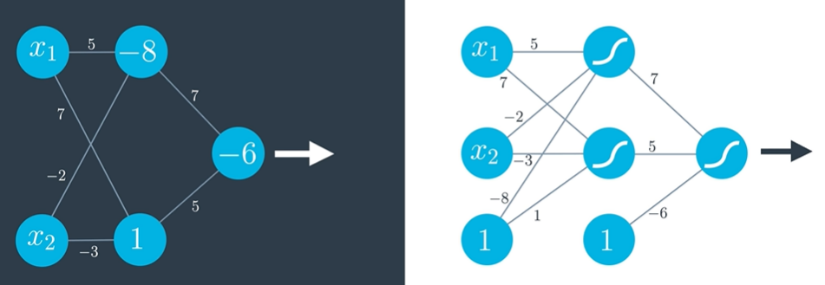 x₁ 5 −8
7 7
−6
−2 5
x₂ −3 1
x₁ 5
7 7
−2
x₂ −3 5
−8 1 −6
1 1